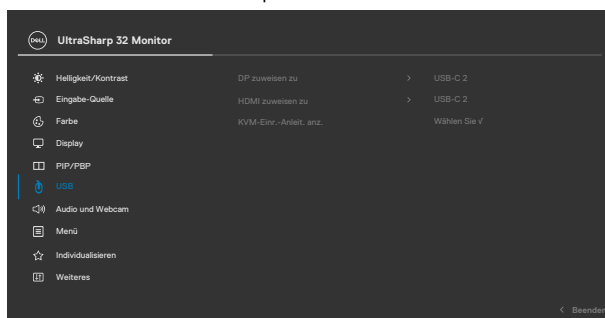 DELL UltraSharp 32 Monitor
Helligkeit/Kontrast DP zuweisen zu > USB-C 2
Eingabe-Quelle HDMI zuweisen zu > USB-C 2
Farbe KVM-Einr.-Anleit. anz. Wählen Sie √
Display
PIP/PBP
USB
Audio und Webcam
Menü
Individualisieren
Weiteres
< Beenden